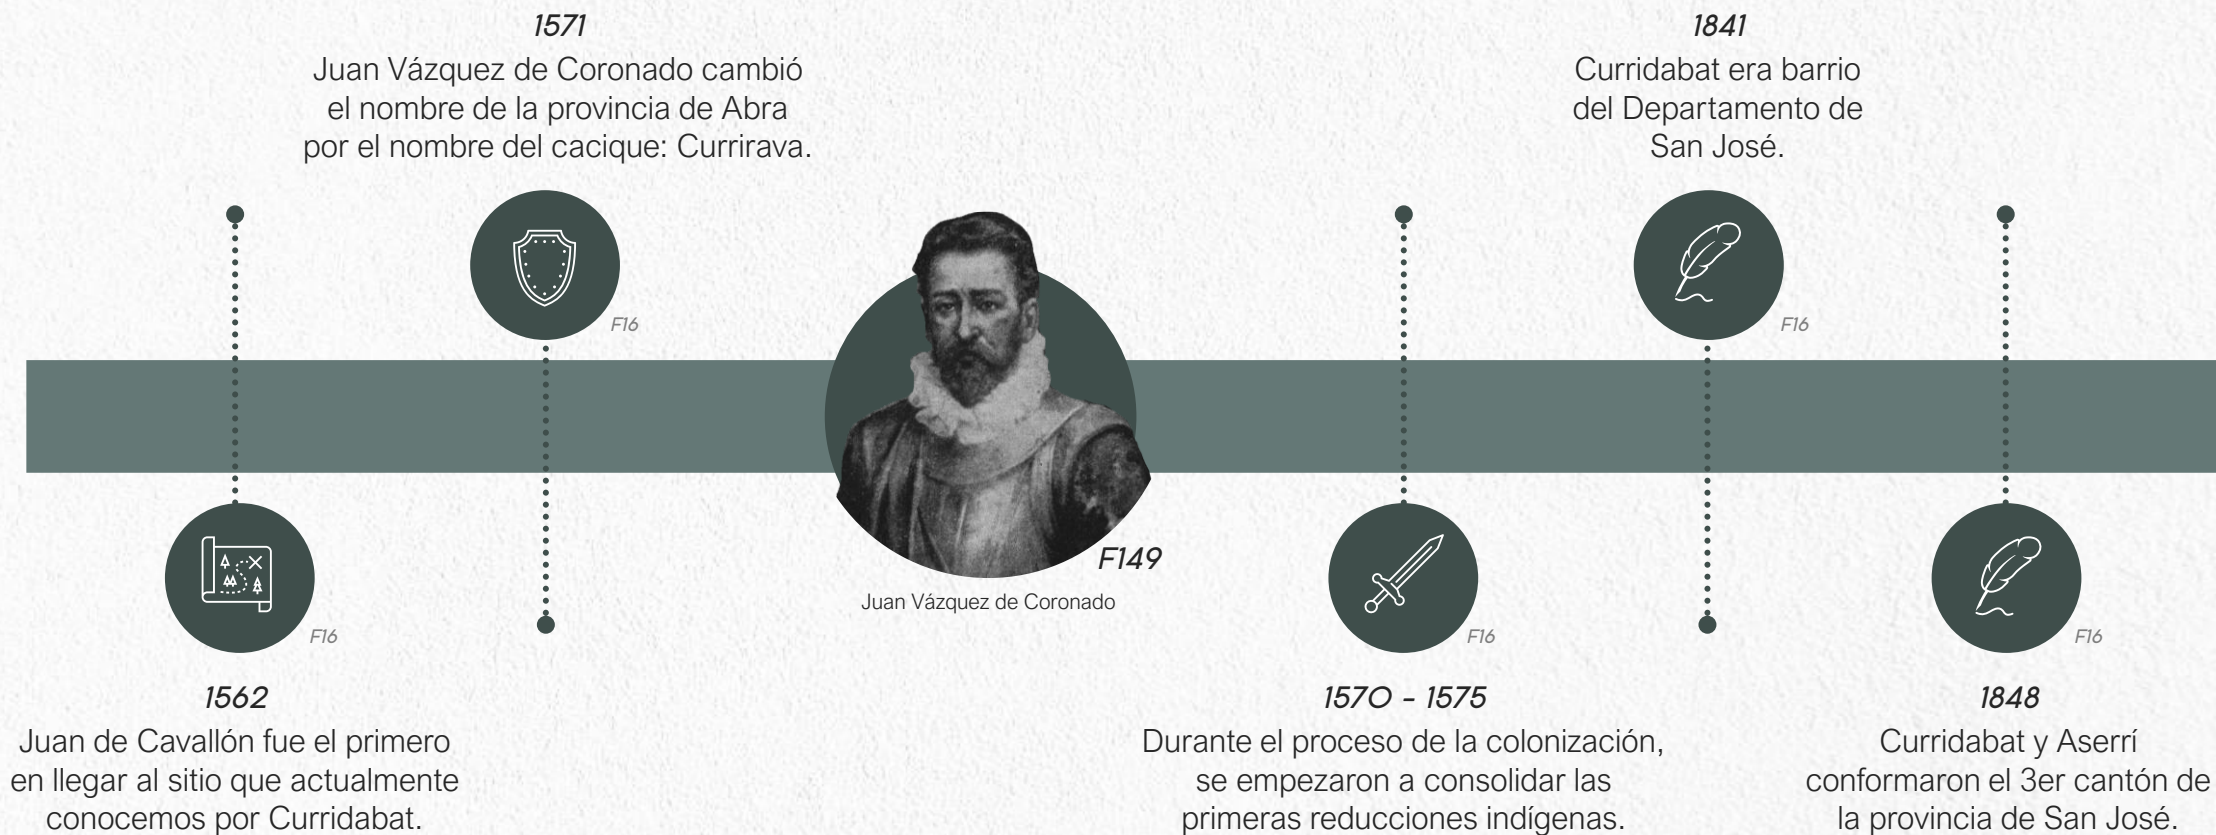 1571
Juan Vázquez de Coronado cambió
el nombre de la provincia de Abra
por el nombre del cacique: Currirava.
F16
1841
Curridabat era barrio
del Departamento de
San José.
F16
F149
Juan Vázquez de Coronado
F16
1562
Juan de Cavallón fue el primero
en llegar al sitio que actualmente
conocemos por Curridabat.
F16
1570 - 1575
Durante el proceso de la colonización,
se empezaron a consolidar las
primeras reducciones indígenas.
F16
1848
Curridabat y Aserrí
conformaron el 3er cantón de
la provincia de San José.